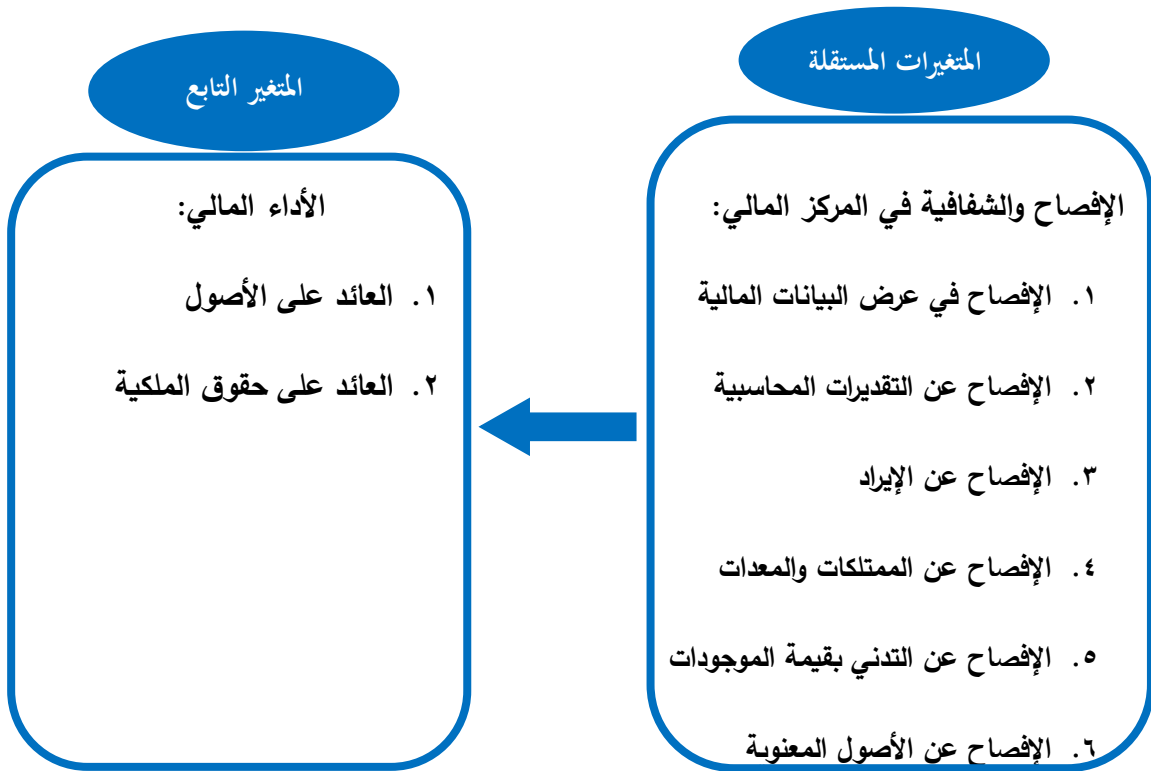 المتغيرات المستقلة
الإفصاح والشفافية في المركز المالي:
١. الإفصاح في عرض البيانات المالية
٢. الإفصاح عن التقديرات المحاسبية
٣. الإفصاح عن الإيراد
٤. الإفصاح عن الممتلكات والمعدات
٥. الإفصاح عن التدني بقيمة الموجودات
٦. الإفصاح عن الأصول المعنوية
المتغير التابع
الأداء المالي:
١. العائد على الأصول
٢. العائد على حقوق الملكية